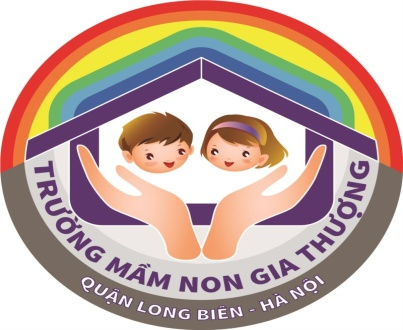 TRƯỜNG MẦM NON GIA THƯỢNG
QUẬN LONG BIÊN - HÀ NỘI